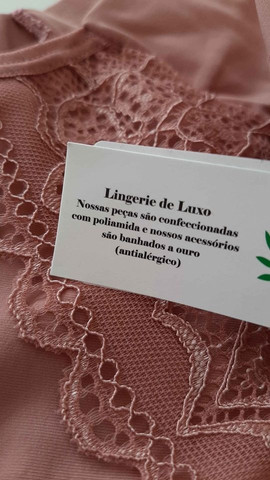 Lingerie de Luxo
Nossas peças são confeccionadas
com poliamida e nossos acessórios
são banhados a ouro
(antialérgico)